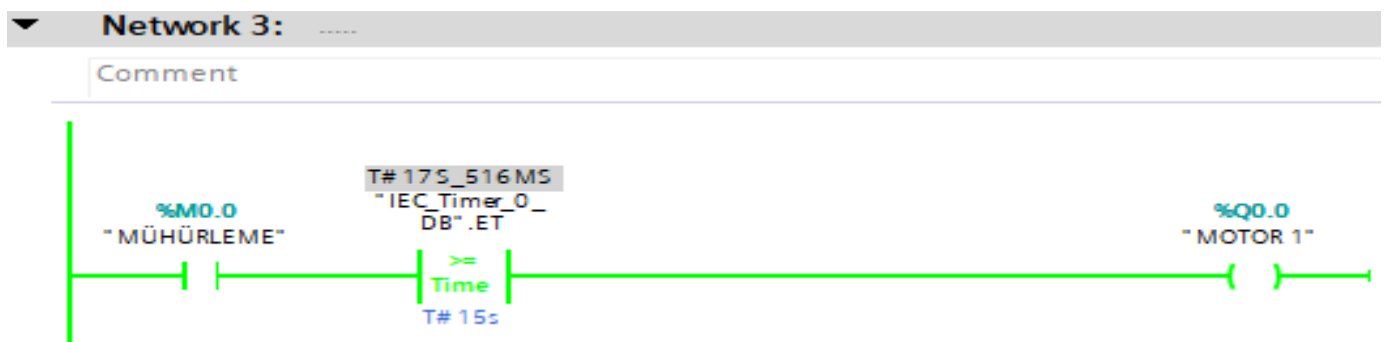 Network 3: .....
Comment
T#17S_516MS
"IEC_Timer_0_
DB".ET
%M0.0
"MÜHÜRLEME"
%Q0.0
"MOTOR 1"
>=
Time
T#15s